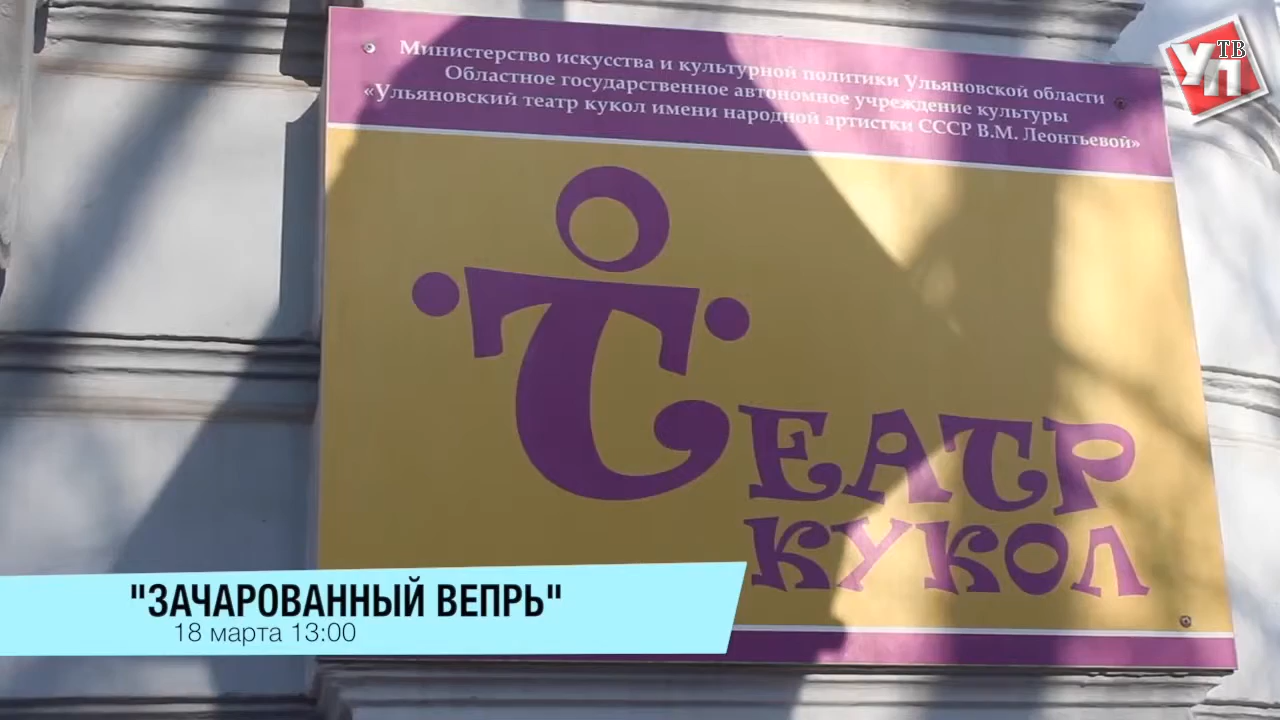 Министерство искусства и культурной политики Ульяновской области
Областное государственное автономное учреждение культуры
«Ульяновский театр кукол имени народной артистки СССР В.М. Леонтьевой»
УП ТВ
ТЕАТР
КУКОЛ
"ЗАЧАРОВАННЫЙ ВЕПРЬ"
18 марта 13:00